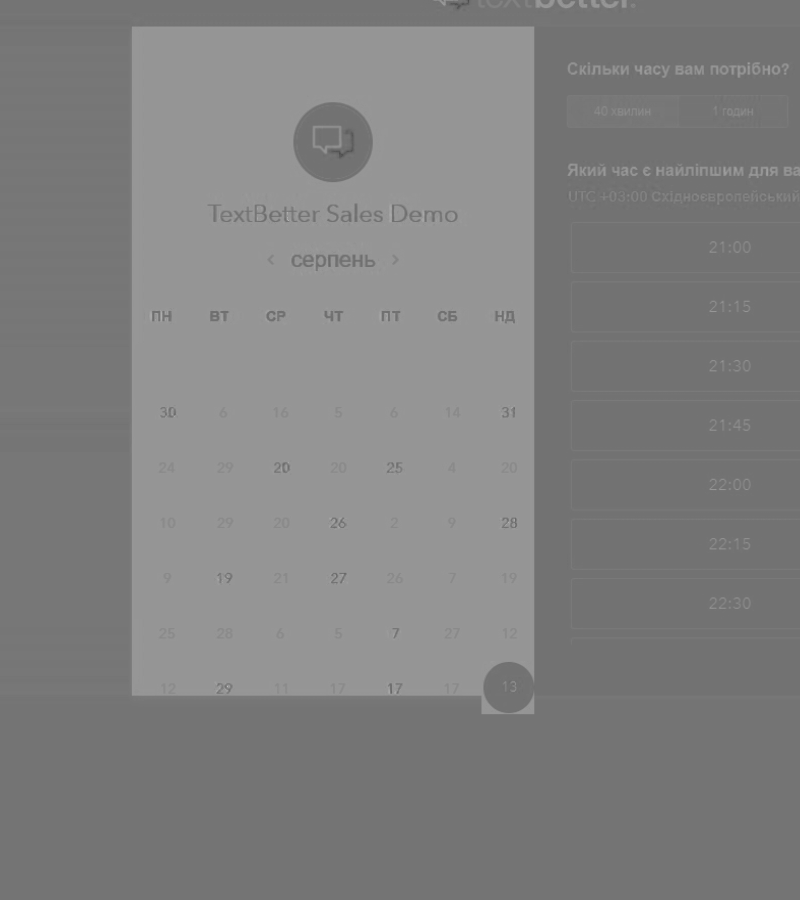 textbetter.
TextBetter Sales Demo
< серпень >
ПН ВТ СР ЧТ ПТ СБ НД
30 6 16 5 6 14 31
24 29 20 20 25 4 20
10 29 20 26 2 9 28
9 19 21 27 26 7 19
25 28 6 5 7 27 12
12 29 11 17 17 17 13
Скільки часу вам потрібно?
40 хвилин 1 годин
Який час є найліпшим для ва
UTC +03:00 Східноєвропейський
21:00
21:15
21:30
21:45
22:00
22:15
22:30